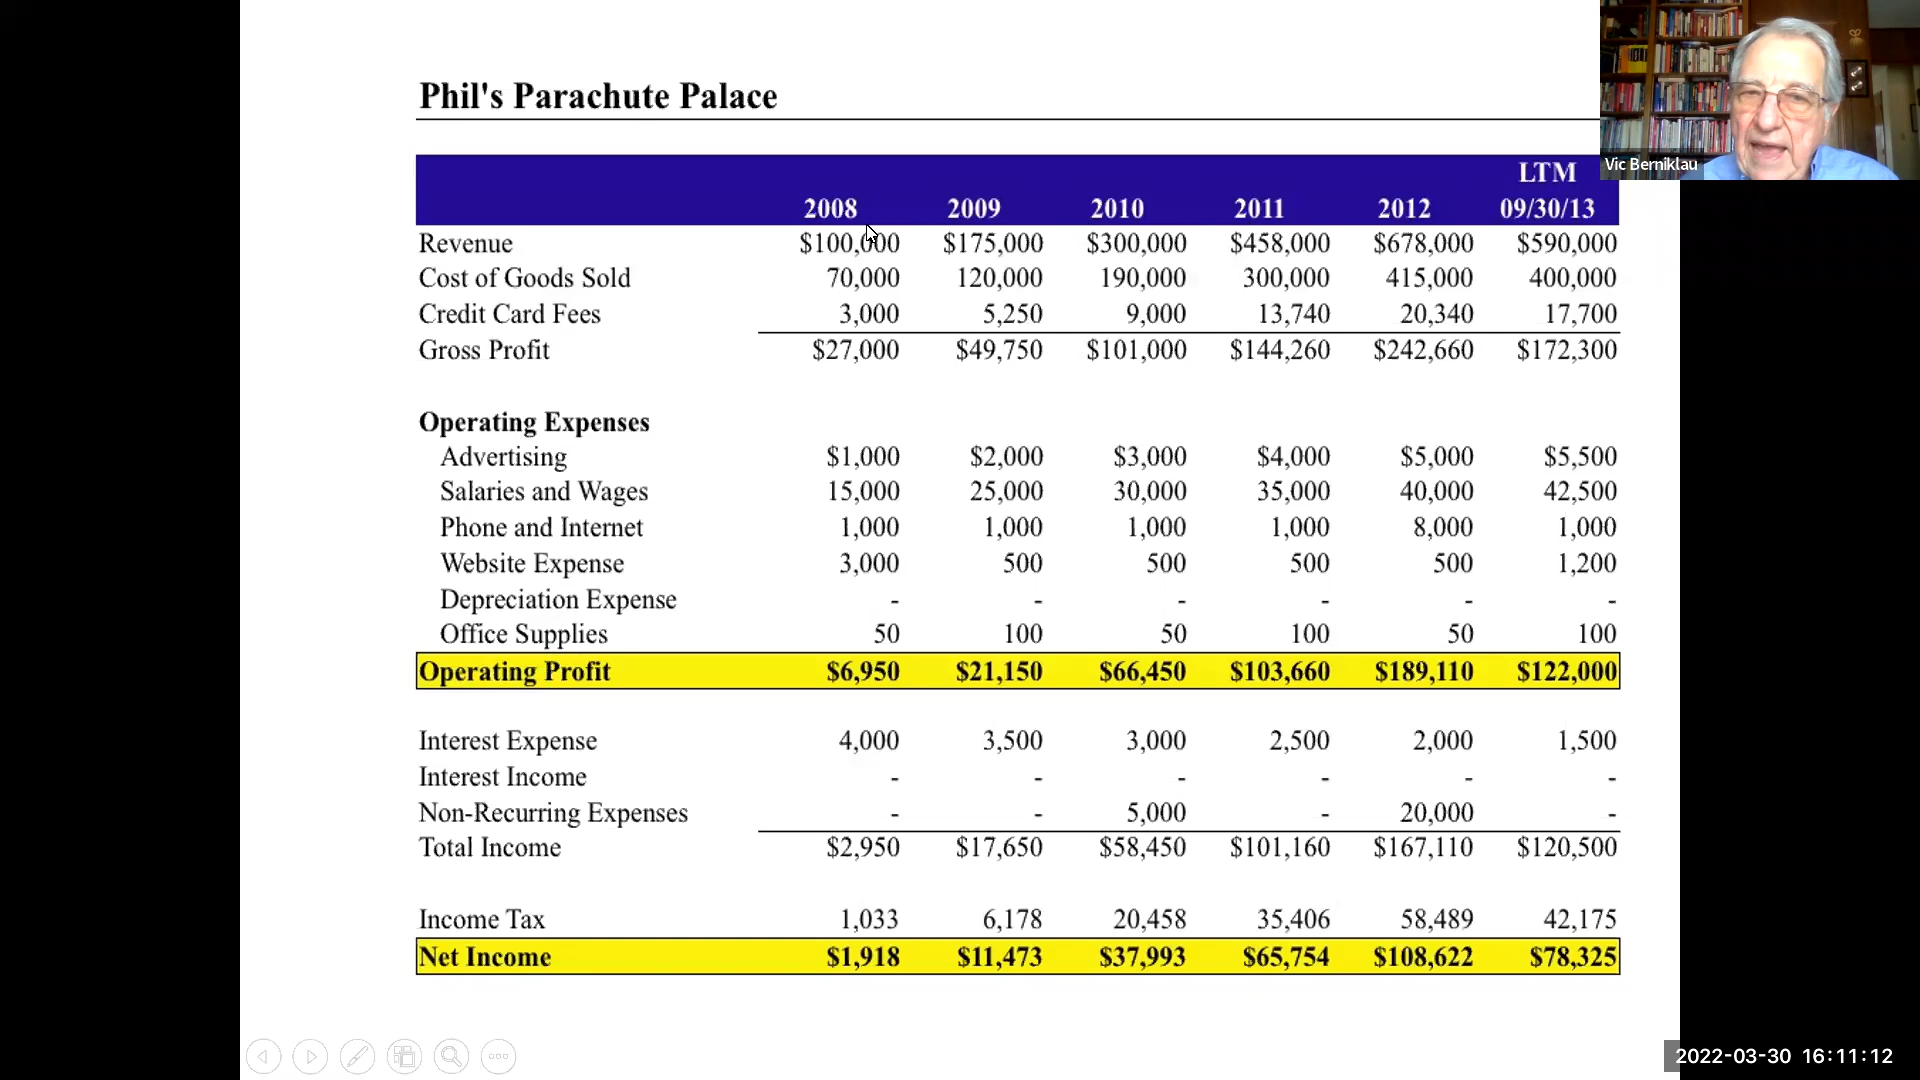 Phil's Parachute Palace
Vic Berniklau
LTM
2008 2009 2010 2011 2012 09/30/13
Revenue $100,000 $175,000 $300,000 $458,000 $678,000 $590,000
Cost of Goods Sold 70,000 120,000 190,000 300,000 415,000 400,000
Credit Card Fees 3,000 5,250 9,000 13,740 20,340 17,700
Gross Profit $27,000 $49,750 $101,000 $144,260 $242,660 $172,300
Operating Expenses
Advertising $1,000 $2,000 $3,000 $4,000 $5,000 $5,500
Salaries and Wages 15,000 25,000 30,000 35,000 40,000 42,500
Phone and Internet 1,000 1,000 1,000 1,000 8,000 1,000
Website Expense 3,000 500 500 500 500 1,200
Depreciation Expense - - - - - -
Office Supplies 50 100 50 100 50 100
Operating Profit $6,950 $21,150 $66,450 $103,660 $189,110 $122,000
Interest Expense 4,000 3,500 3,000 2,500 2,000 1,500
Interest Income - - - - - -
Non-Recurring Expenses - - 5,000 - 20,000 -
Total Income $2,950 $17,650 $58,450 $101,160 $167,110 $120,500
Income Tax 1,033 6,178 20,458 35,406 58,489 42,175
Net Income $1,918 $11,473 $37,993 $65,754 $108,622 $78,325
2022-03-30 16:11:12